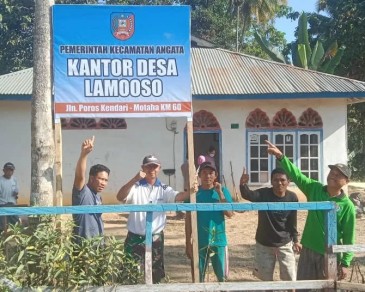 PEMERINTAH KECAMATAN ANGATA
KANTOR DESA
LAMOOSO
Jln. Poros Kendari - Motaha KM 60